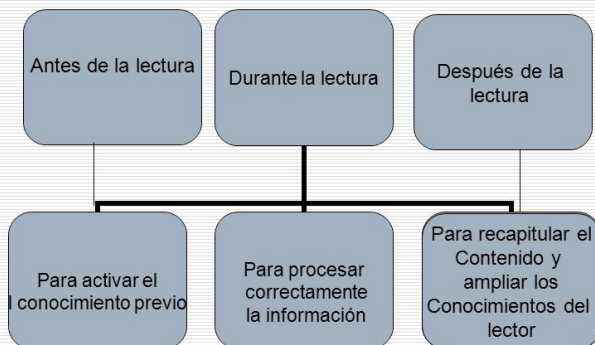 Antes de la lectura
Durante la lectura
Después de la
lectura
Para activar el
l conocimiento previo
Para procesar
correctamente
la información
Para recapitular el
Contenido y
ampliar los
Conocimientos del
lector